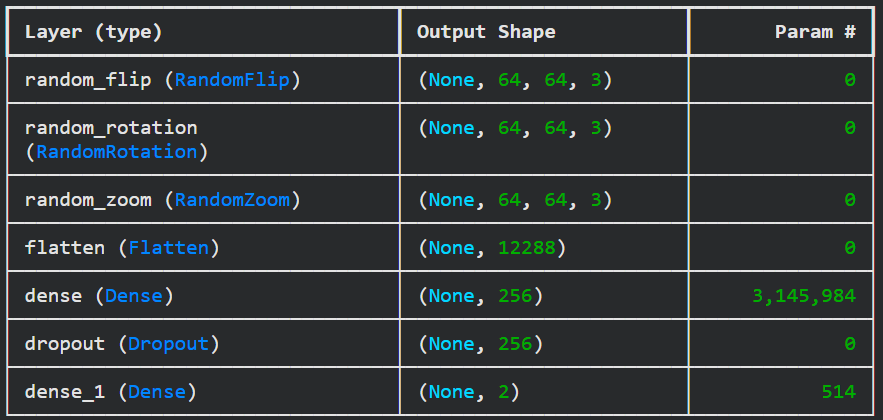 Layer (type) Output Shape Param #
random_flip (RandomFlip) (None, 64, 64, 3) 0
random_rotation (None, 64, 64, 3) 0
(RandomRotation)
random_zoom (RandomZoom) (None, 64, 64, 3) 0
flatten (Flatten) (None, 12288) 0
dense (Dense) (None, 256) 3,145,984
dropout (Dropout) (None, 256) 0
dense_1 (Dense) (None, 2) 514